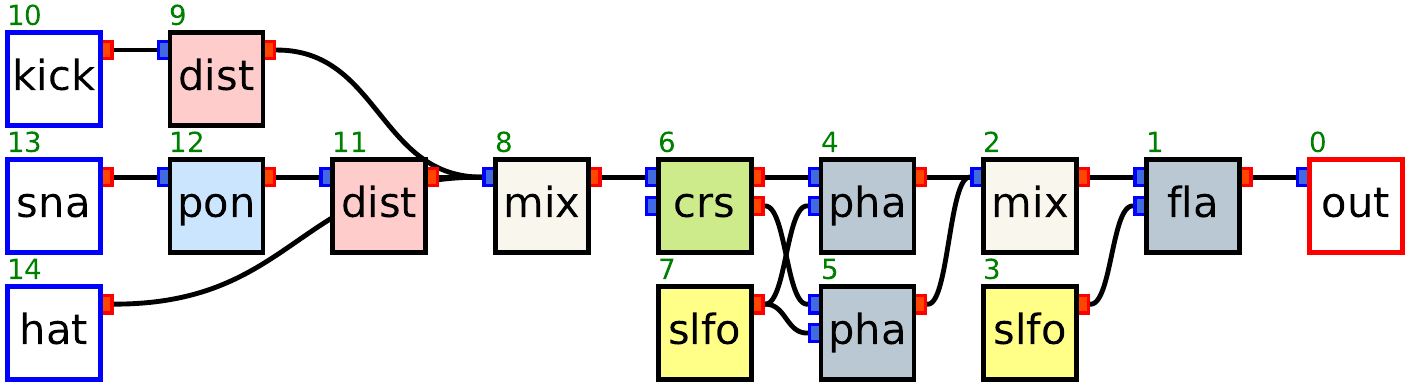 10 9
kick dist
13 12 11 8 6 4 2 1 0
sna pon dist mix crs pha mix fla out
14 7 5 3
hat slfo pha slfo